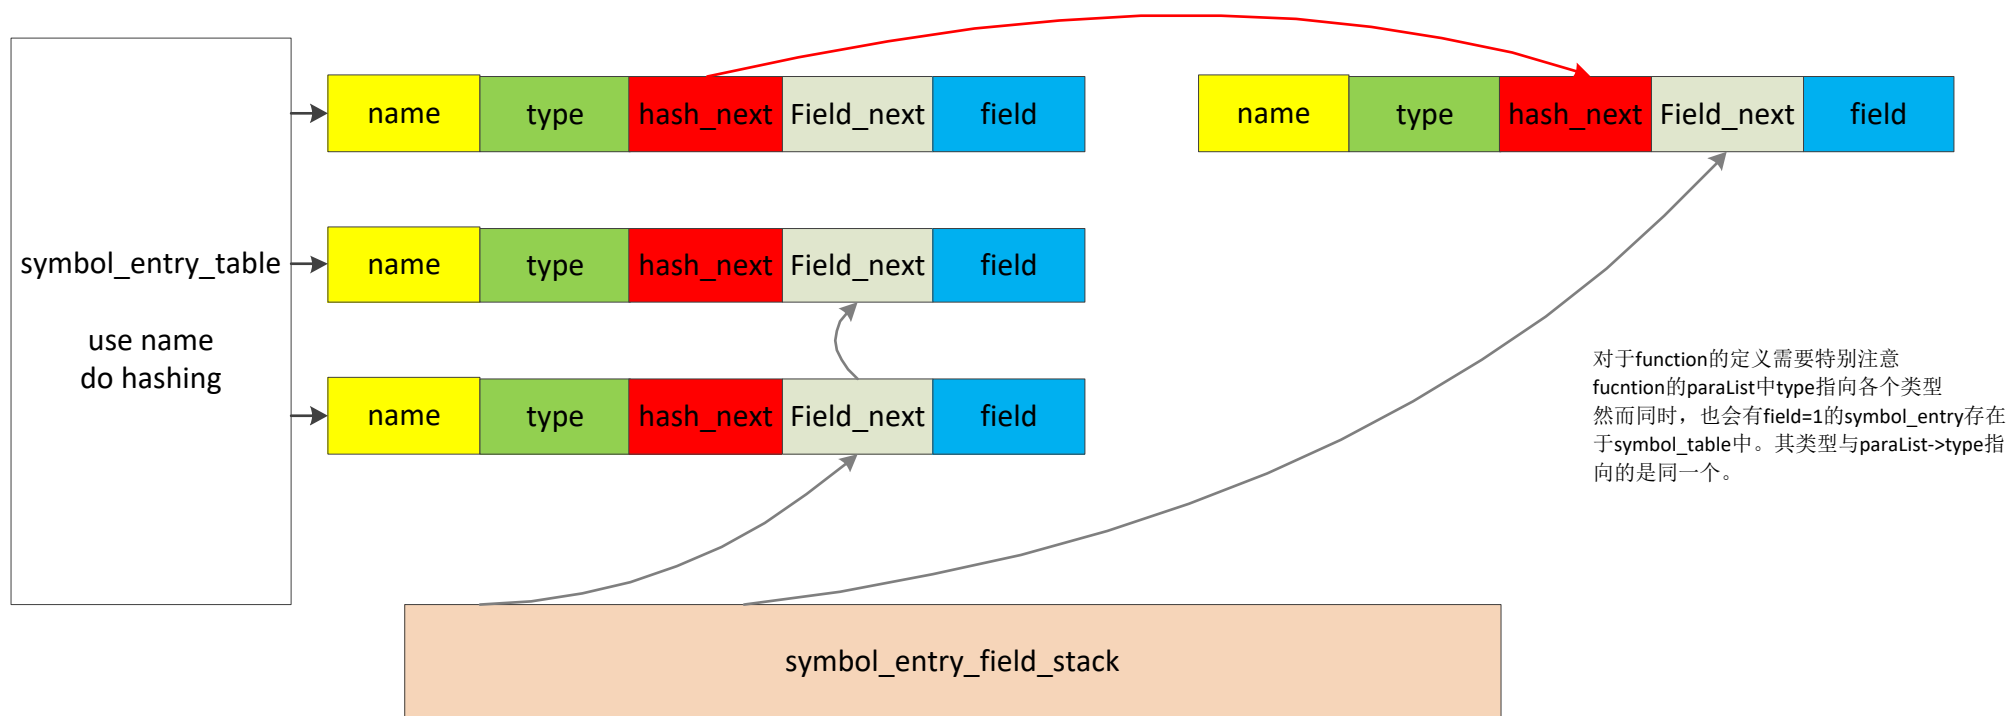 name type hash_next Field_next field
name type hash_next Field_next field
symbol_entry_table
name type hash_next Field_next field
use name
do hashing
name type hash_next Field_next field
对于function的定义需要特别注意
fucntion的paraList中type指向各个类型
然而同时，也会有field=1的symbol_entry存在
于symbol_table中。其类型与paraList->type指
向的是同一个。
symbol_entry_field_stack